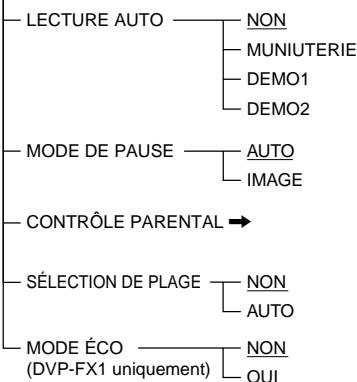 LECTURE AUTO NON
MUNIUTERIE
DEMO1
DEMO2
MODE DE PAUSE AUTO
IMAGE
CONTRÔLE PARENTAL ➡
SÉLECTION DE PLAGE NON
AUTO
MODE ÉCO NON
(DVP-FX1 uniquement) OUI